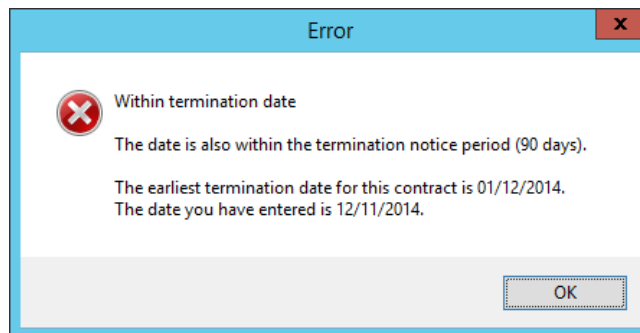 Error
x
Within termination date
The date is also within the termination notice period (90 days).
The earliest termination date for this contract is 01/12/2014.
The date you have entered is 12/11/2014.
OK